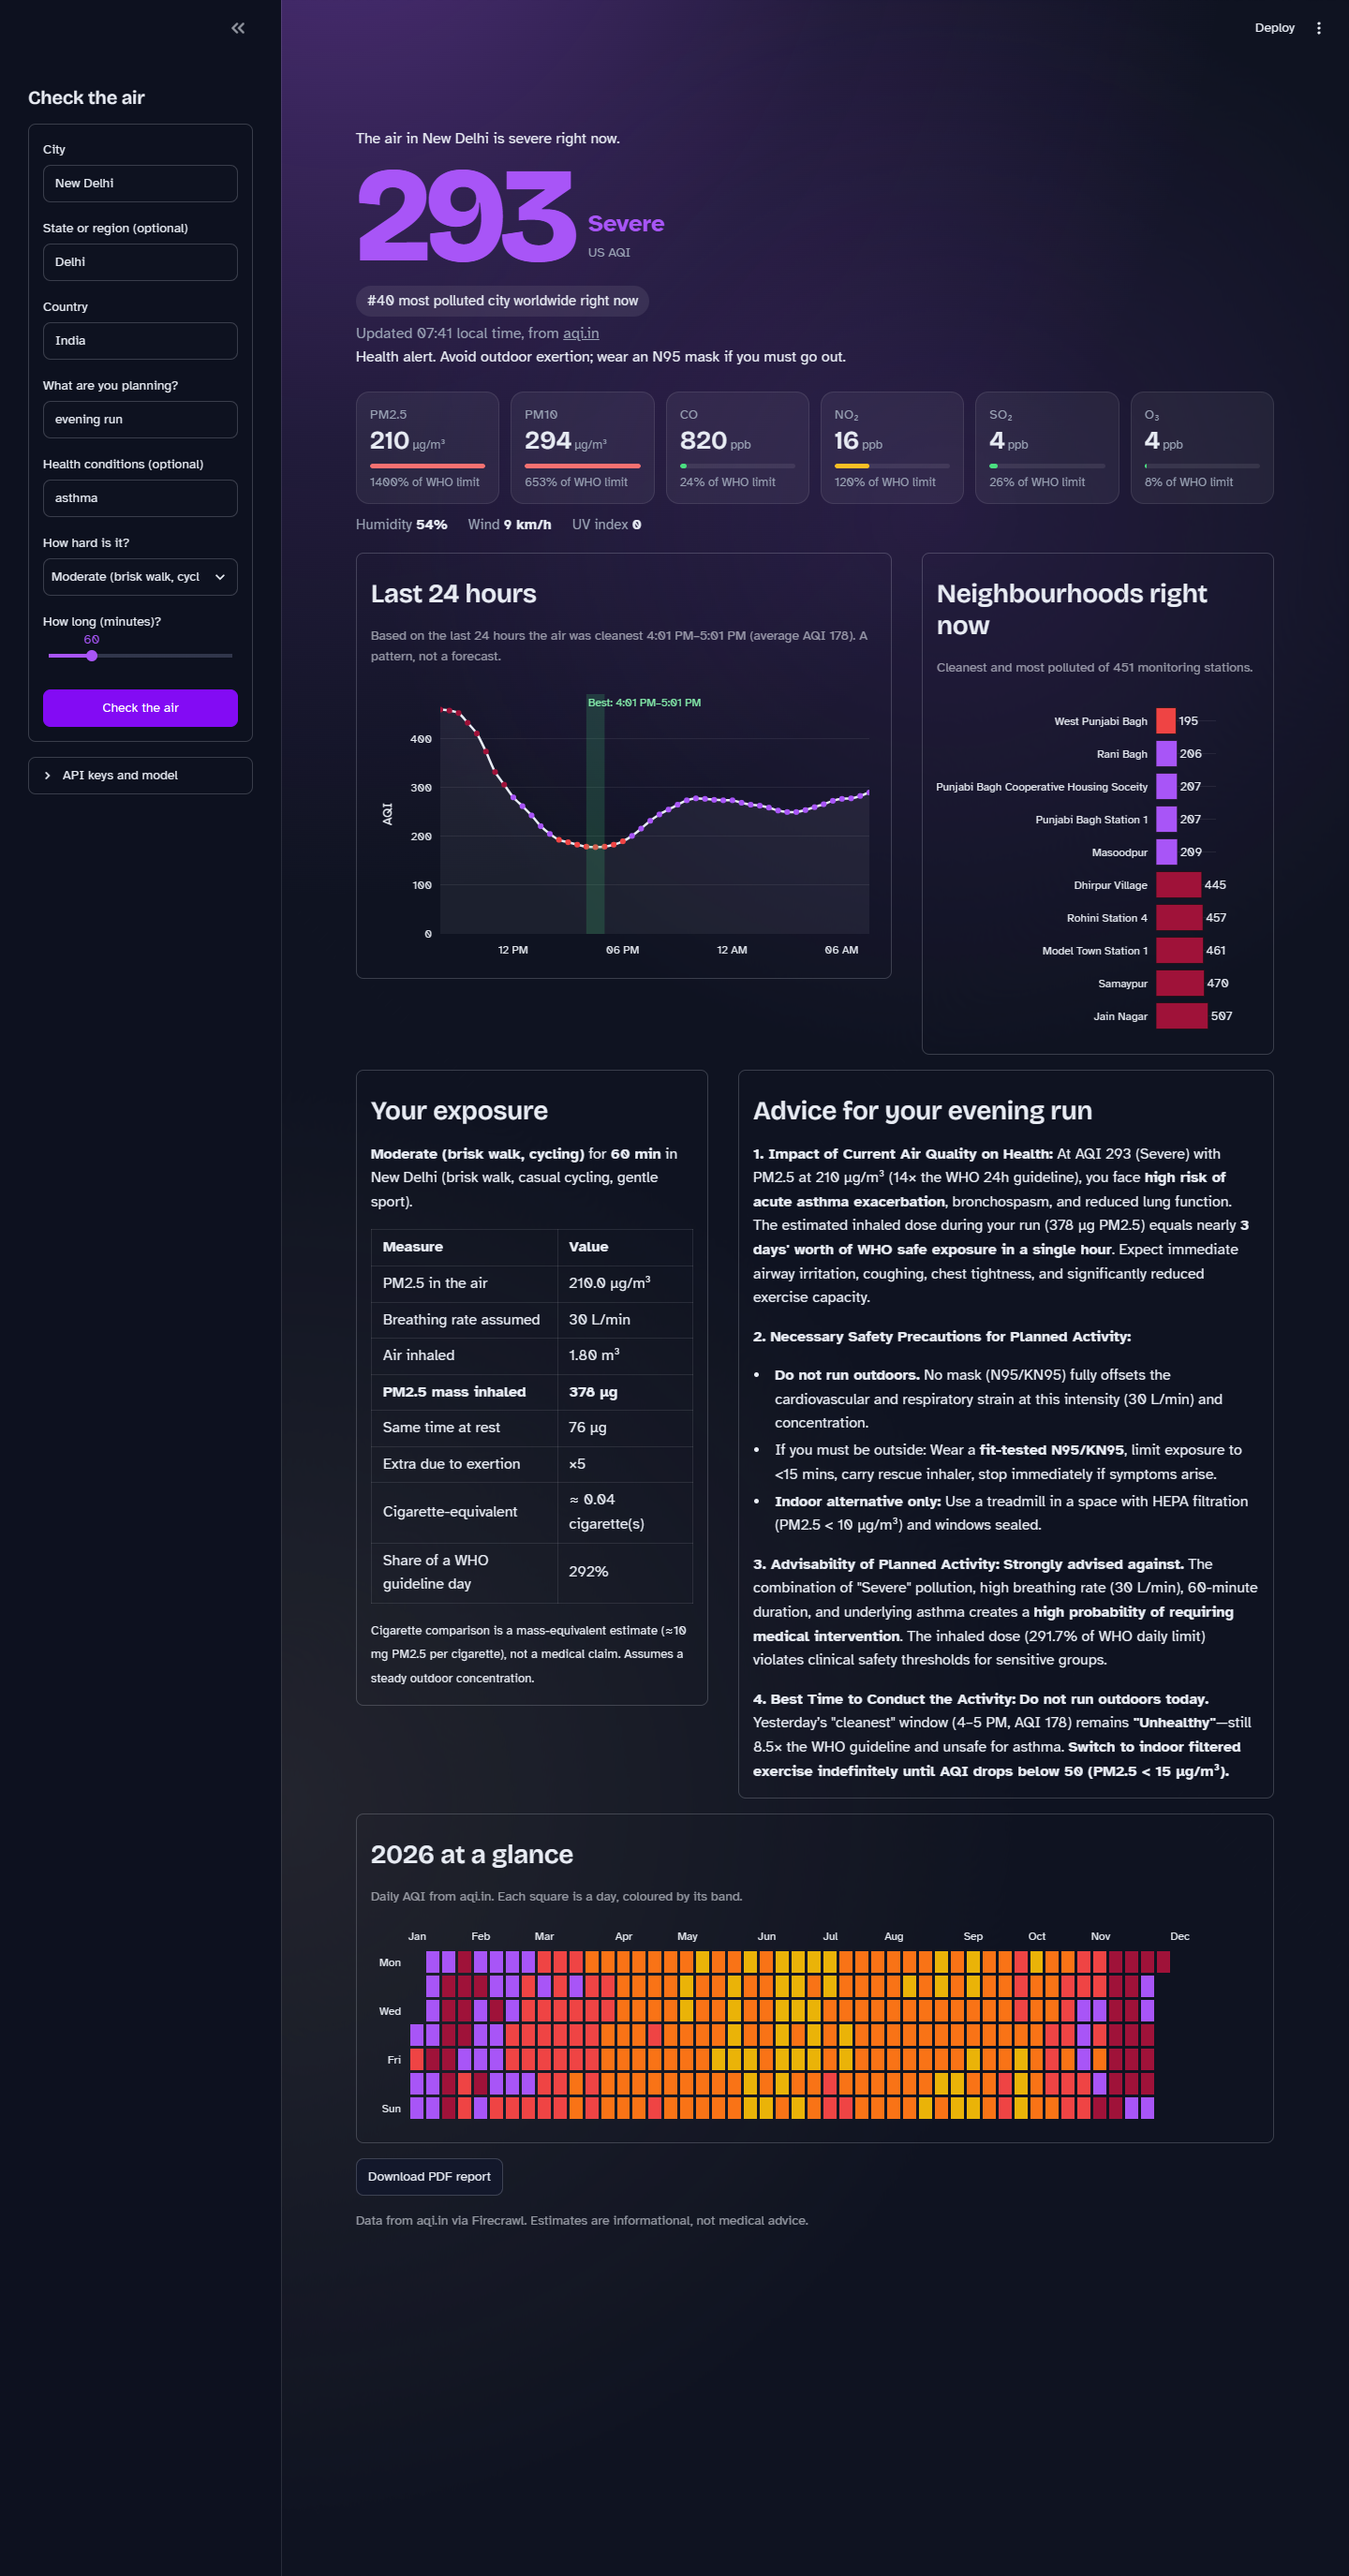 Deploy
Check the air
City
New Delhi
State or region (optional)
Delhi
Country
India
What are you planning?
evening run
Health conditions (optional)
asthma
How hard is it?
Moderate (brisk walk, cycl
How long (minutes)?
60
Check the air
API keys and model
The air in New Delhi is severe right now.
293
Severe
US AQI
#40 most polluted city worldwide right now
Updated 07:41 local time, from aqi.in
Health alert. Avoid outdoor exertion; wear an N95 mask if you must go out.
PM2.5
210 µg/m³
1400% of WHO limit
PM10
294 µg/m³
653% of WHO limit
CO
820 ppb
24% of WHO limit
NO₂
16 ppb
120% of WHO limit
SO₂
4 ppb
26% of WHO limit
O₃
4 ppb
8% of WHO limit
Humidity 54% Wind 9 km/h UV index 0
Last 24 hours
Based on the last 24 hours the air was cleanest 4:01 PM–5:01 PM (average AQI 178). A
pattern, not a forecast.
Best: 4:01 PM–5:01 PM
AQI
400
300
200
100
0
12 PM
06 PM
12 AM
06 AM
Neighbourhoods right
now
Cleanest and most polluted of 451 monitoring stations.
West Punjabi Bagh 195
Rani Bagh 206
Punjabi Bagh Cooperative Housing Soceity 207
Punjabi Bagh Station 1 207
Masoodpur 209
Dhirpur Village 445
Rohini Station 4 457
Model Town Station 1 461
Samaypur 470
Jain Nagar 507
Your exposure
Moderate (brisk walk, cycling) for 60 min in
New Delhi (brisk walk, casual cycling, gentle
sport).
Measure Value
PM2.5 in the air 210.0 µg/m³
Breathing rate assumed 30 L/min
Air inhaled 1.80 m³
PM2.5 mass inhaled 378 µg
Same time at rest 76 µg
Extra due to exertion ×5
Cigarette-equivalent ≈ 0.04
cigarette(s)
Share of a WHO
guideline day 292%
Cigarette comparison is a mass-equivalent estimate (≈10
mg PM2.5 per cigarette), not a medical claim. Assumes a
steady outdoor concentration.
Advice for your evening run
1. Impact of Current Air Quality on Health: At AQI 293 (Severe) with
PM2.5 at 210 µg/m³ (14× the WHO 24h guideline), you face high risk of
acute asthma exacerbation, bronchospasm, and reduced lung function.
The estimated inhaled dose during your run (378 µg PM2.5) equals nearly 3
days' worth of WHO safe exposure in a single hour. Expect immediate
airway irritation, coughing, chest tightness, and significantly reduced
exercise capacity.
2. Necessary Safety Precautions for Planned Activity:
• Do not run outdoors. No mask (N95/KN95) fully offsets the
cardiovascular and respiratory strain at this intensity (30 L/min) and
concentration.
• If you must be outside: Wear a fit-tested N95/KN95, limit exposure to
<15 mins, carry rescue inhaler, stop immediately if symptoms arise.
• Indoor alternative only: Use a treadmill in a space with HEPA filtration
(PM2.5 < 10 µg/m³) and windows sealed.
3. Advisability of Planned Activity: Strongly advised against. The
combination of "Severe" pollution, high breathing rate (30 L/min), 60-minute
duration, and underlying asthma creates a high probability of requiring
medical intervention. The inhaled dose (291.7% of WHO daily limit)
violates clinical safety thresholds for sensitive groups.
4. Best Time to Conduct the Activity: Do not run outdoors today.
Yesterday's "cleanest" window (4–5 PM, AQI 178) remains "Unhealthy"—still
8.5× the WHO guideline and unsafe for asthma. Switch to indoor filtered
exercise indefinitely until AQI drops below 50 (PM2.5 < 15 µg/m³).
2026 at a glance
Daily AQI from aqi.in. Each square is a day, coloured by its band.
Jan Feb Mar Apr May Jun Jul Aug Sep Oct Nov Dec
Mon
Wed
Fri
Sun
Download PDF report
Data from aqi.in via Firecrawl. Estimates are informational, not medical advice.